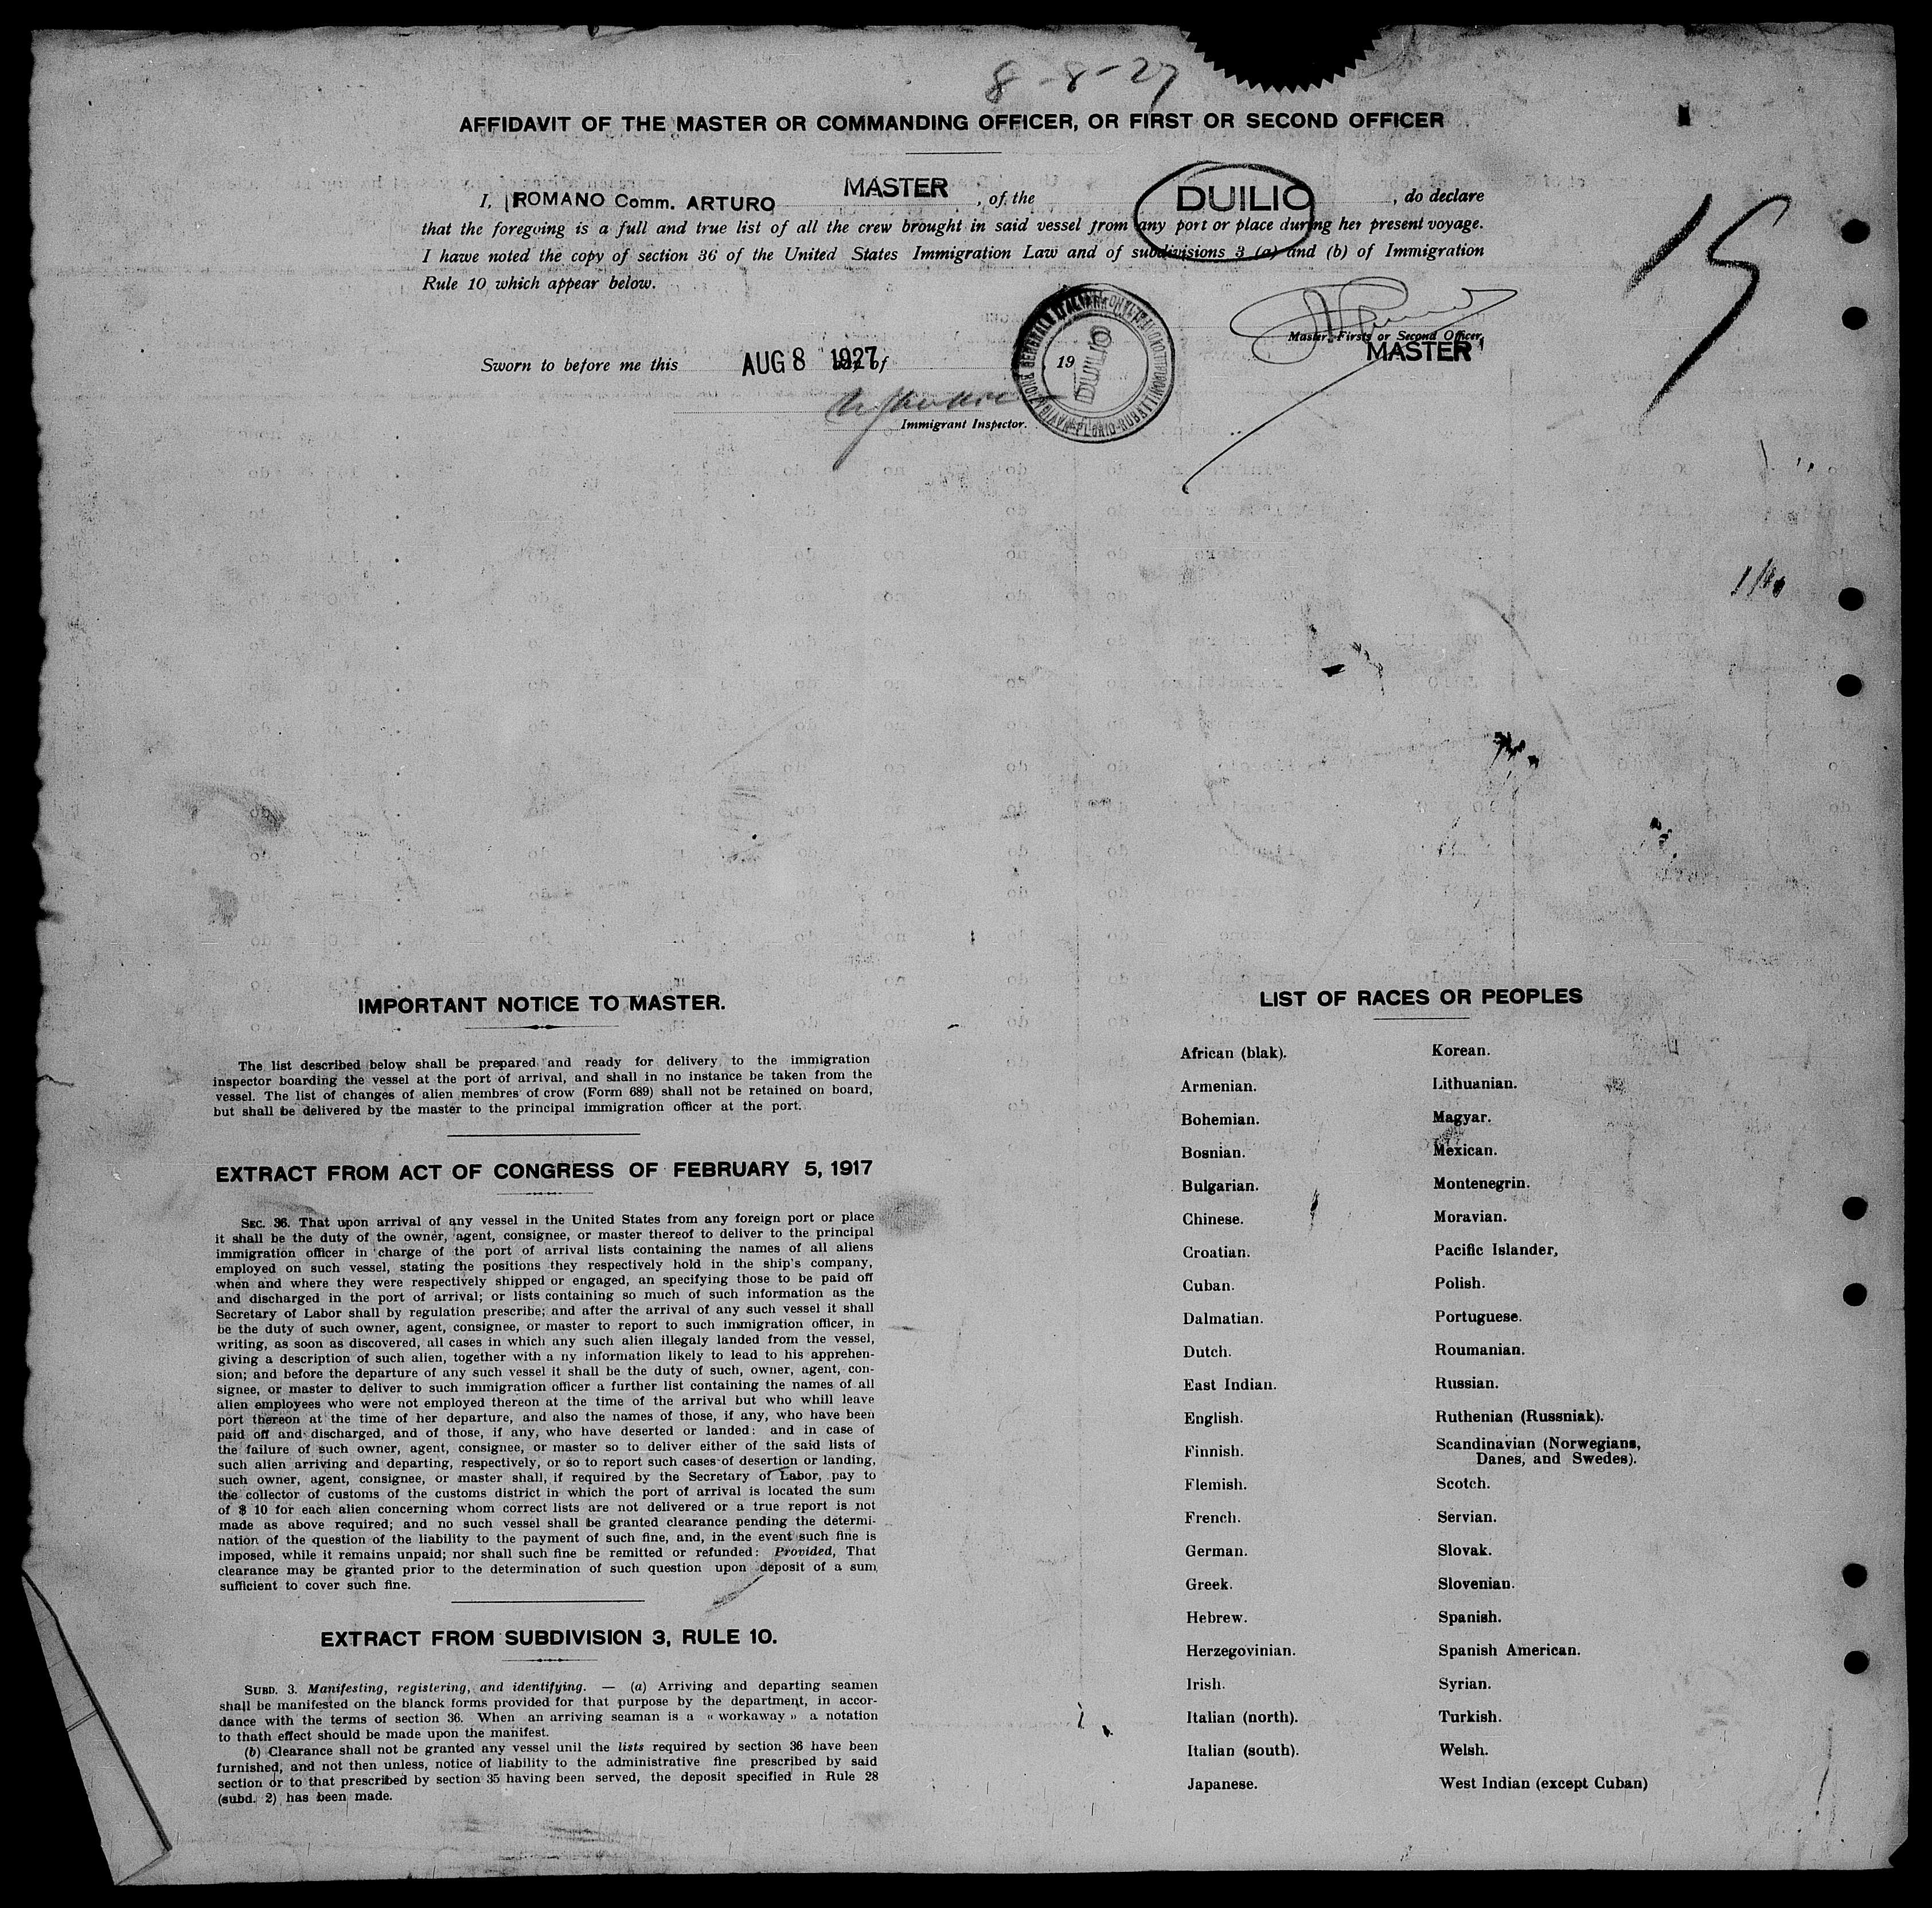 8-8-27
AFFIDAVIT OF THE MASTER OR COMMANDING OFFICER, OR FIRST OR SECOND OFFICER
I, ROMANO Comm. ARTURO MASTER, of the DUILIO, do declare
that the foregoing is a full and true list of all the crew brought in said vessel from any port or place during her present voyage.
I hawe noted the copy of section 36 of the United States Immigration Law and of subdivisions 3 (a) and (b) of Immigration
Rule 10 which appear below.
15
Master, Firsts or Second Officer,
MASTER
Sworn to before me this AUG 8 1927 of 19
DUILIO
Immigrant Inspector.
IMPORTANT NOTICE TO MASTER.
The list described below shall be prepared and ready for delivery to the immigration
inspector boarding the vessel at the port of arrival, and shall in no instance be taken from the
vessel. The list of changes of alien membres of crow (Form 689) shall not be retained on board,
but shall be delivered by the master to the principal immigration officer at the port.
EXTRACT FROM ACT OF CONGRESS OF FEBRUARY 5, 1917
SEC. 36. That upon arrival of any vessel in the United States from any foreign port or place
it shall be the duty of the owner, agent, consignee, or master thereof to deliver to the principal
immigration officer in charge of the port of arrival lists containing the names of all aliens
employed on such vessel, stating the positions they respectively hold in the ship's company,
when and where they were respectively shipped or engaged, an specifying those to be paid off
and discharged in the port of arrival; or lists containing so much of such information as the
Secretary of Labor shall by regulation prescribe; and after the arrival of any such vessel it shall
be the duty of such owner, agent, consignee, or master to report to such immigration officer, in
writing, as soon as discovered, all cases in which any such alien illegaly landed from the vessel,
giving a description of such alien, together with a ny information likely to lead to his apprehen-
sion; and before the departure of any such vessel it shall be the duty of such, owner, agent, con-
signee, or master to deliver to such immigration officer a further list containing the names of all
alien employees who were not employed thereon at the time of the arrival but who whill leave
port thereon at the time of her departure, and also the names of those, if any, who have been
paid off and discharged, and of those, if any, who have deserted or landed: and in case of
the failure of such owner, agent, consignee, or master so to deliver either of the said lists of
such alien arriving and departing, respectively, or so to report such cases of desertion or landing,
such owner, agent, consignee, or master shall, if required by the Secretary of Labor, pay to
the collector of customs of the customs district in which the port of arrival is located the sum
of $ 10 for each alien concerning whom correct lists are not delivered or a true report is not
made as above required; and no such vessel shall be granted clearance pending the determi-
nation of the question of the liability to the payment of such fine, and, in the event such fine is
imposed, while it remains unpaid; nor shall such fine be remitted or refunded: Provided, That
clearance may be granted prior to the determination of such question upon deposit of a sum
sufficient to cover such fine.
EXTRACT FROM SUBDIVISION 3, RULE 10.
SUBD. 3. Manifesting, registering, and identifying. — (a) Arriving and departing seamen
shall be manifested on the blanck forms provided for that purpose by the department, in accor-
dance with the terms of section 36. When an arriving seaman is a « workaway » a notation
to thath effect should be made upon the manifest.
(b) Clearance shall not be granted any vessel unil the lists required by section 36 have been
furnished, and not then unless, notice of liability to the administrative fine prescribed by said
section or to that prescribed by section 35 having been served, the deposit specified in Rule 28
(subd. 2) has been made.
LIST OF RACES OR PEOPLES
African (blak).
Armenian.
Bohemian.
Bosnian.
Bulgarian.
Chinese.
Croatian.
Cuban.
Dalmatian.
Dutch.
East Indian.
English.
Finnish.
Flemish.
French.
German.
Greek.
Hebrew.
Herzegovinian.
Irish.
Italian (north).
Italian (south).
Japanese.
Korean.
Lithuanian.
Magyar.
Mexican.
Montenegrin.
Moravian.
Pacific Islander,
Polish.
Portuguese.
Roumanian.
Russian.
Ruthenian (Russniak).
Scandinavian (Norwegians,
Danes, and Swedes).
Scotch.
Servian.
Slovak.
Slovenian.
Spanish.
Spanish American.
Syrian.
Turkish.
Welsh.
West Indian (except Cuban)